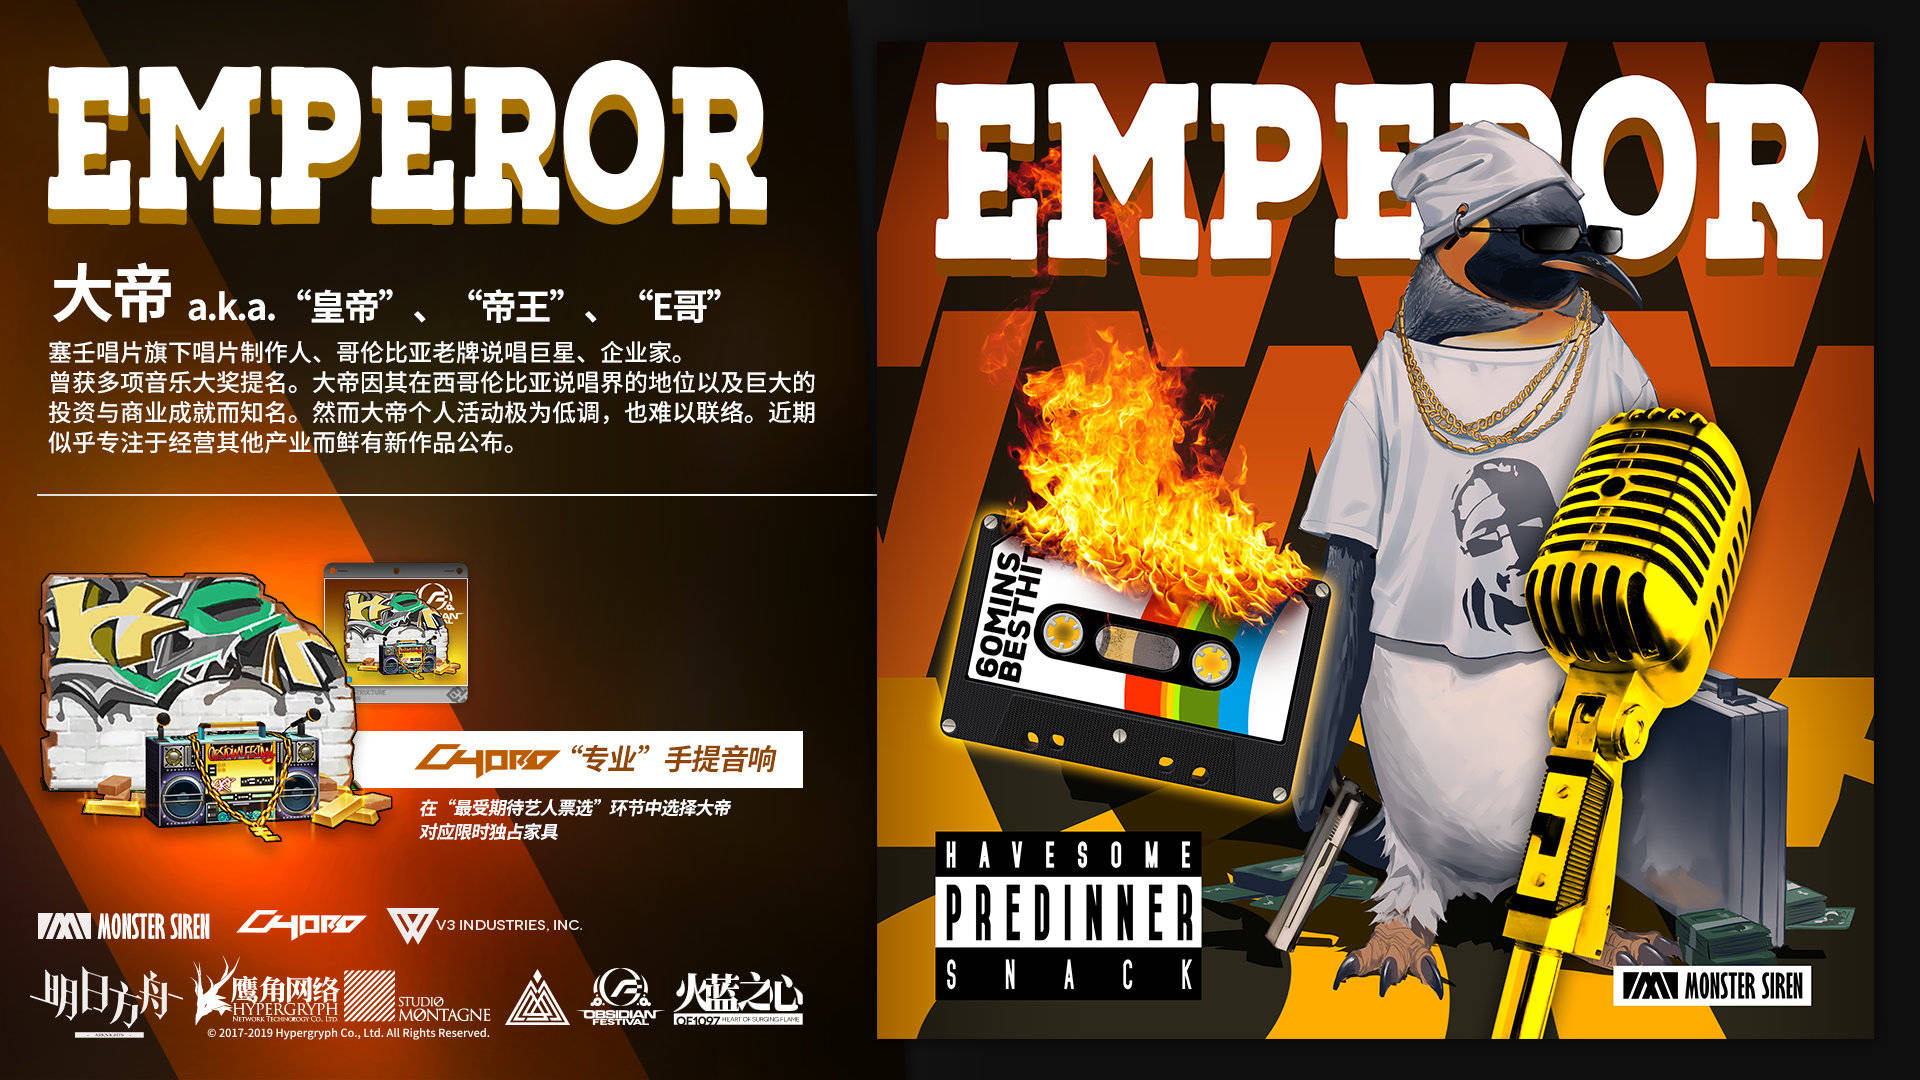 EMPEROR
大帝 a.k.a. “皇帝”、“帝王”、“E哥”
塞壬唱片旗下唱片制作人、哥伦比亚老牌说唱巨星、企业家。
曾获多项音乐大奖提名。大帝因其在西哥伦比亚说唱界的地位以及巨大的
投资与商业成就而知名。然而大帝个人活动极为低调，也难以联络。近期
似乎专注于经营其他产业而鲜有新作品公布。
CHORD “专业”手提音响
在“最受期待艺人票选”环节中选择大帝
对应限时独占家具
MONSTER SIREN
V3 INDUSTRIES, INC.
明日方舟
鹰角网络
HYPERGRYPH
NETWORK TECHNOLOGY CO. LTD.
STUDIO
MØNTAGNE
OBSIDIAN
FESTIVAL
火蓝之心
OF-1097 HEART OF SURGING FLAME
© 2017-2019 Hypergryph Co., Ltd. All Rights Reserved.
EMPEROR
60MINS
BESTHIT
HAVESOME
PREDINNER
SNACK
MONSTER SIREN